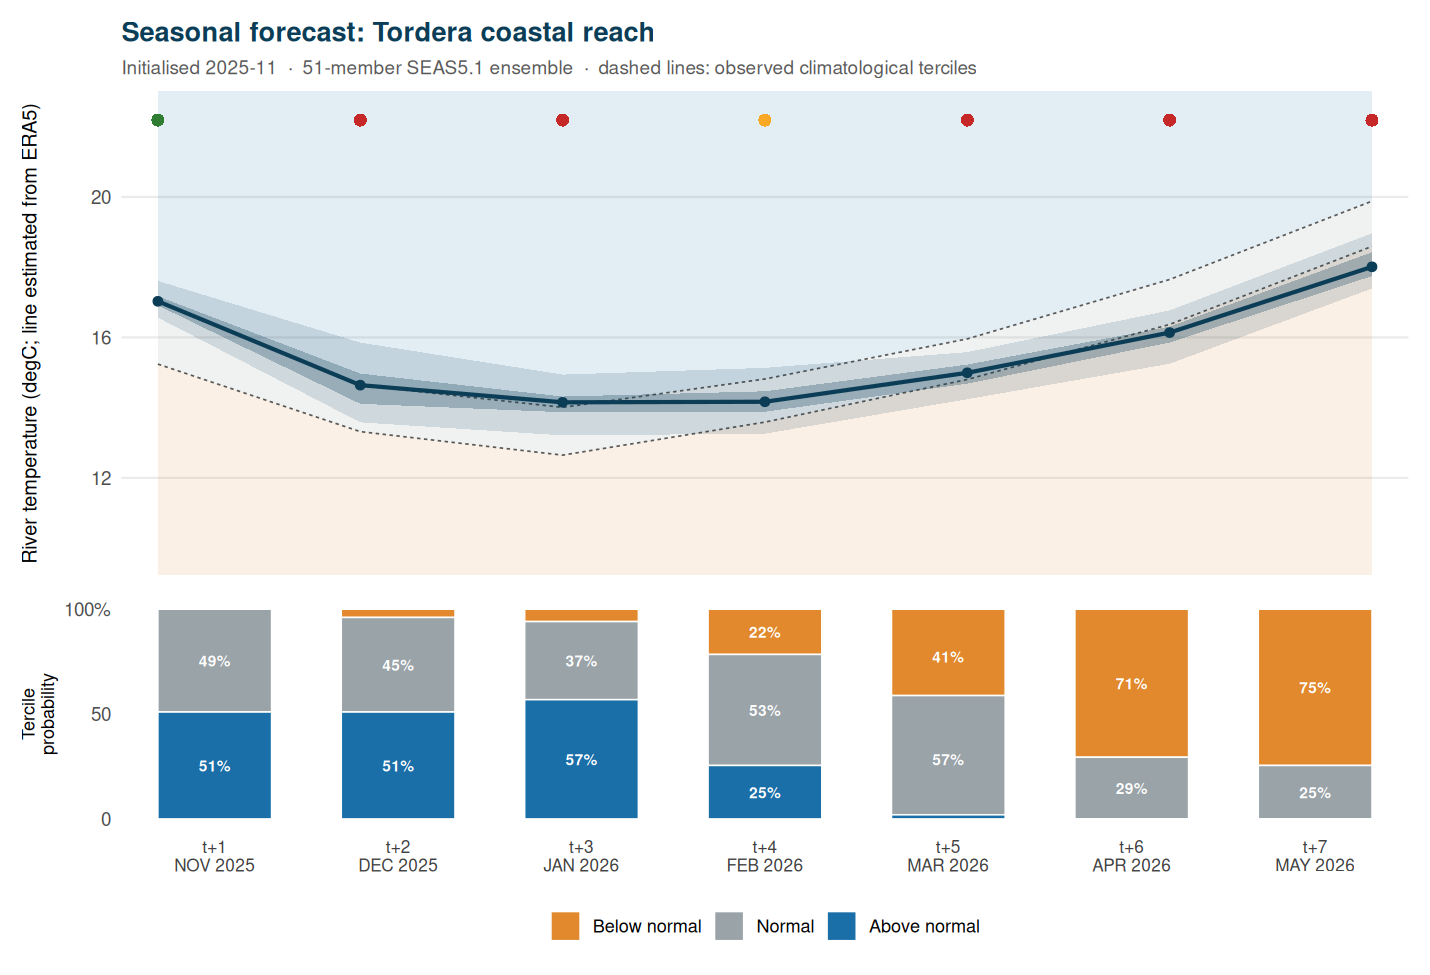 Seasonal forecast: Tordera coastal reach
Initialised 2025-11 · 51-member SEAS5.1 ensemble · dashed lines: observed climatological terciles
River temperature (degC; line estimated from ERA5)
20
16
12
Tercile
probability
100%
50
0
49%
51%
45%
51%
37%
57%
22%
53%
25%
41%
57%
71%
29%
75%
25%
t+1
NOV 2025
t+2
DEC 2025
t+3
JAN 2026
t+4
FEB 2026
t+5
MAR 2026
t+6
APR 2026
t+7
MAY 2026
Below normal
Normal
Above normal